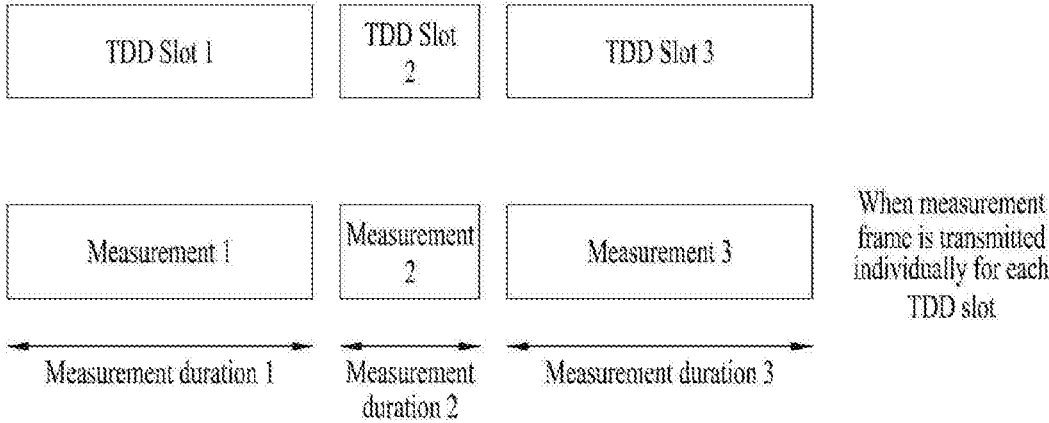 TDD Slot 1
TDD Slot
2
TDD Slot 3
Measurement 1
Measurement
2
Measurement 3
When measurement
frame is transmitted
individually for each
TDD slot
Measurement duration 1
Measurement
duration 2
Measurement duration 3